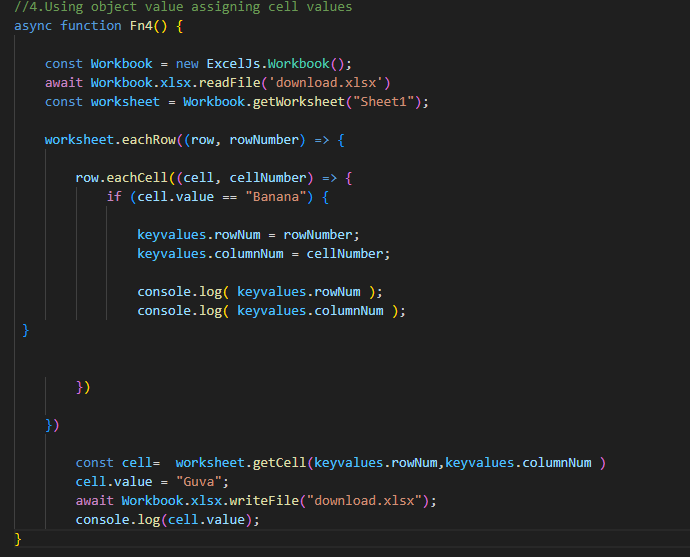 //4.Using object value assigning cell values
async function Fn4() {
const Workbook = new ExcelJs.Workbook();
await Workbook.xlsx.readFile('download.xlsx')
const worksheet = Workbook.getWorksheet("Sheet1");
worksheet.eachRow((row, rowNumber) => {
row.eachCell((cell, cellNumber) => {
if (cell.value == "Banana") {
keyvalues.rowNum = rowNumber;
keyvalues.columnNum = cellNumber;
console.log( keyvalues.rowNum );
console.log( keyvalues.columnNum );
}
})
})
const cell=  worksheet.getCell(keyvalues.rowNum,keyvalues.columnNum )
cell.value = "Guva";
await Workbook.xlsx.writeFile("download.xlsx");
console.log(cell.value);
}